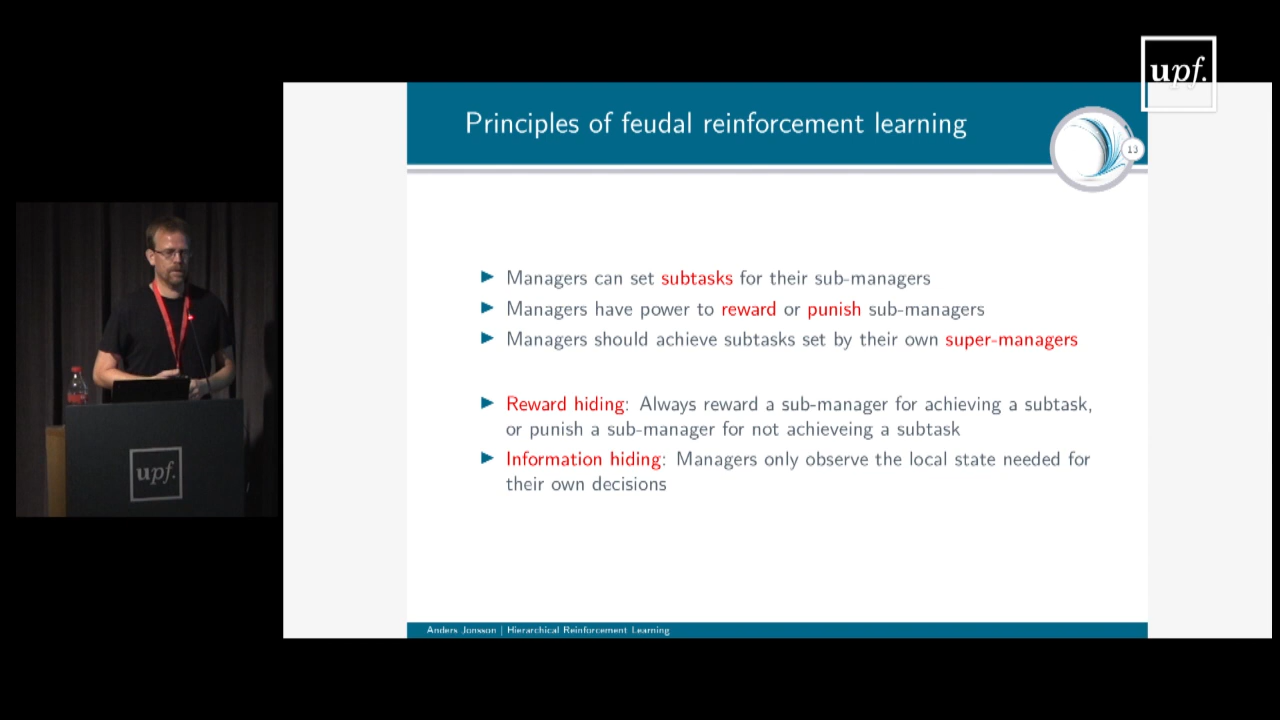 upf.
Principles of feudal reinforcement learning
13
Managers can set subtasks for their sub-managers
Managers have power to reward or punish sub-managers
Managers should achieve subtasks set by their own super-managers
Reward hiding: Always reward a sub-manager for achieving a subtask,
or punish a sub-manager for not achieveing a subtask
Information hiding: Managers only observe the local state needed for
their own decisions
upf.
Anders Jonsson | Hierarchical Reinforcement Learning